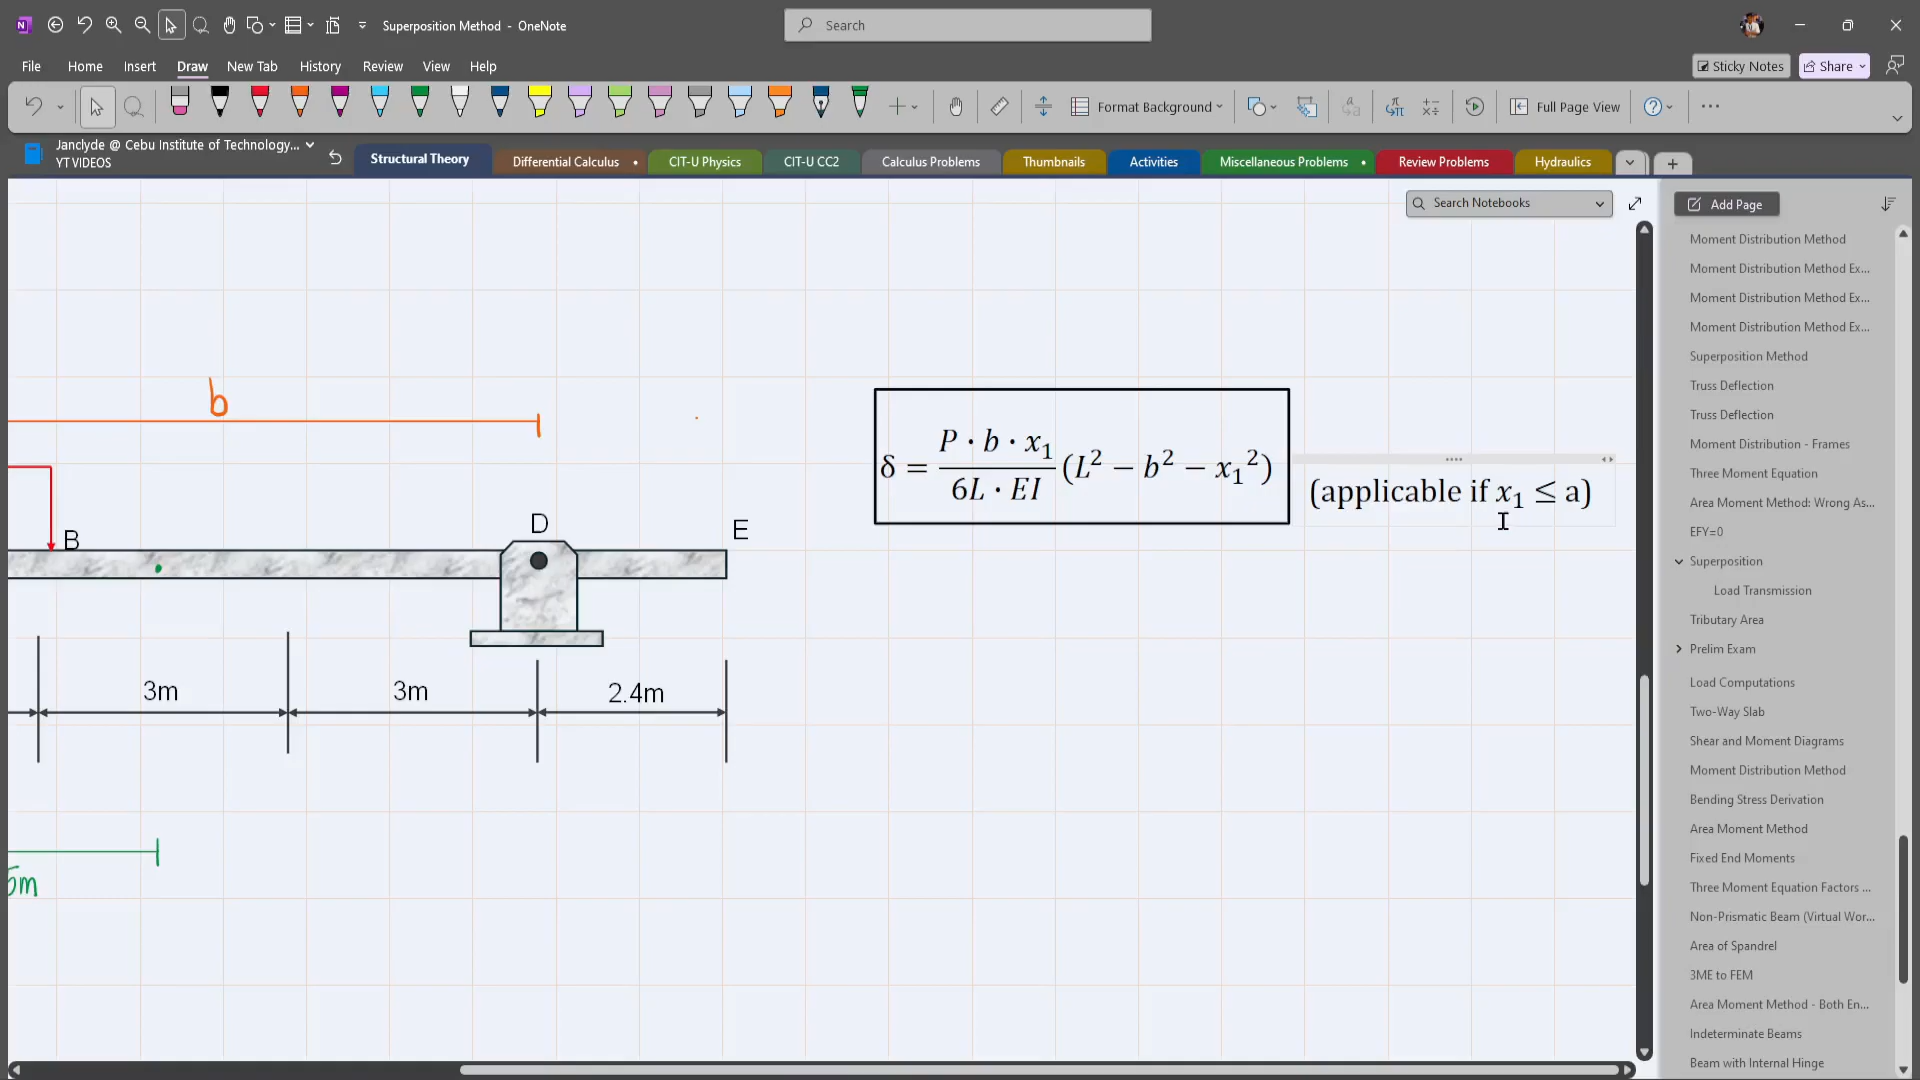 Superposition Method - OneNote
Search
File Home Insert Draw New Tab History Review View Help
Sticky Notes
Share
Format Background
Full Page View
Janclyde @ Cebu Institute of Technology...
YT VIDEOS
Structural Theory
Differential Calculus
CIT-U Physics
CIT-U CC2
Calculus Problems
Thumbnails
Activities
Miscellaneous Problems
Review Problems
Hydraulics
Search Notebooks
Add Page
b
δ = P · b · x₁ / 6L · EI (L² − b² − x₁²)
(applicable if x₁ ≤ a)
B
D
E
3m
3m
2.4m
5m
Moment Distribution Method
Moment Distribution Method Ex...
Moment Distribution Method Ex...
Moment Distribution Method Ex...
Superposition Method
Truss Deflection
Truss Deflection
Moment Distribution - Frames
Three Moment Equation
Area Moment Method: Wrong As...
EFY=0
Superposition
Load Transmission
Tributary Area
Prelim Exam
Load Computations
Two-Way Slab
Shear and Moment Diagrams
Moment Distribution Method
Bending Stress Derivation
Area Moment Method
Fixed End Moments
Three Moment Equation Factors ...
Non-Prismatic Beam (Virtual Wor...
Area of Spandrel
3ME to FEM
Area Moment Method - Both En...
Indeterminate Beams
Beam with Internal Hinge